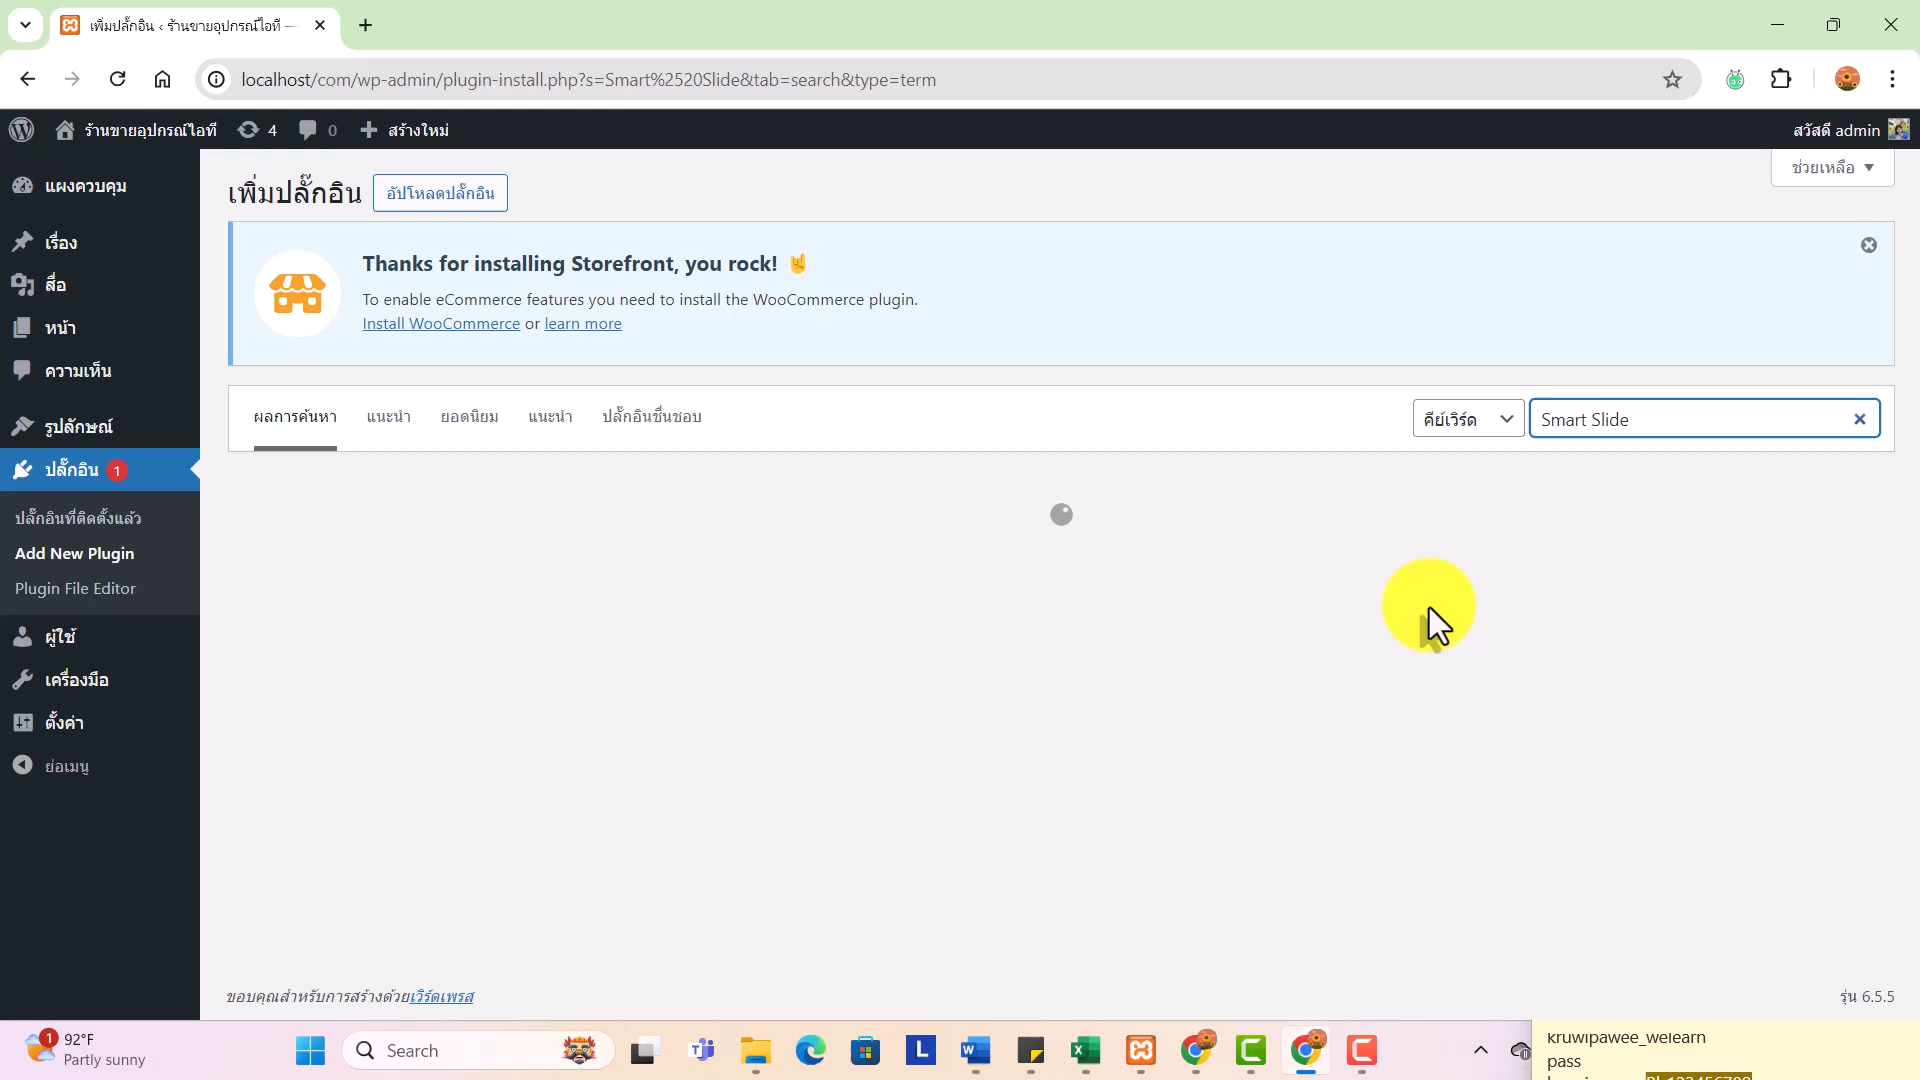 เพิ่มปลั๊กอิน ‹ ร้านขายอุปกรณ์ไอที —
localhost/com/wp-admin/plugin-install.php?s=Smart%2520Slide&tab=search&type=term
ร้านขายอุปกรณ์ไอที 4 0 สร้างใหม่
สวัสดี admin
แผงควบคุม
เรื่อง
สื่อ
หน้า
ความเห็น
รูปลักษณ์
ปลั๊กอิน 1
ปลั๊กอินที่ติดตั้งแล้ว
Add New Plugin
Plugin File Editor
ผู้ใช้
เครื่องมือ
ตั้งค่า
ย่อเมนู
ช่วยเหลือ
เพิ่มปลั๊กอิน อัปโหลดปลั๊กอิน
Thanks for installing Storefront, you rock! 🤘
To enable eCommerce features you need to install the WooCommerce plugin.
Install WooCommerce or learn more
ผลการค้นหา แนะนำ ยอดนิยม แนะนำ ปลั๊กอินชื่นชอบ
คีย์เวิร์ด Smart Slide
ขอบคุณสำหรับการสร้างด้วยเวิร์ดเพรส
รุ่น 6.5.5
1
92°F
Partly sunny
Search
kruwipawee_welearn
pass